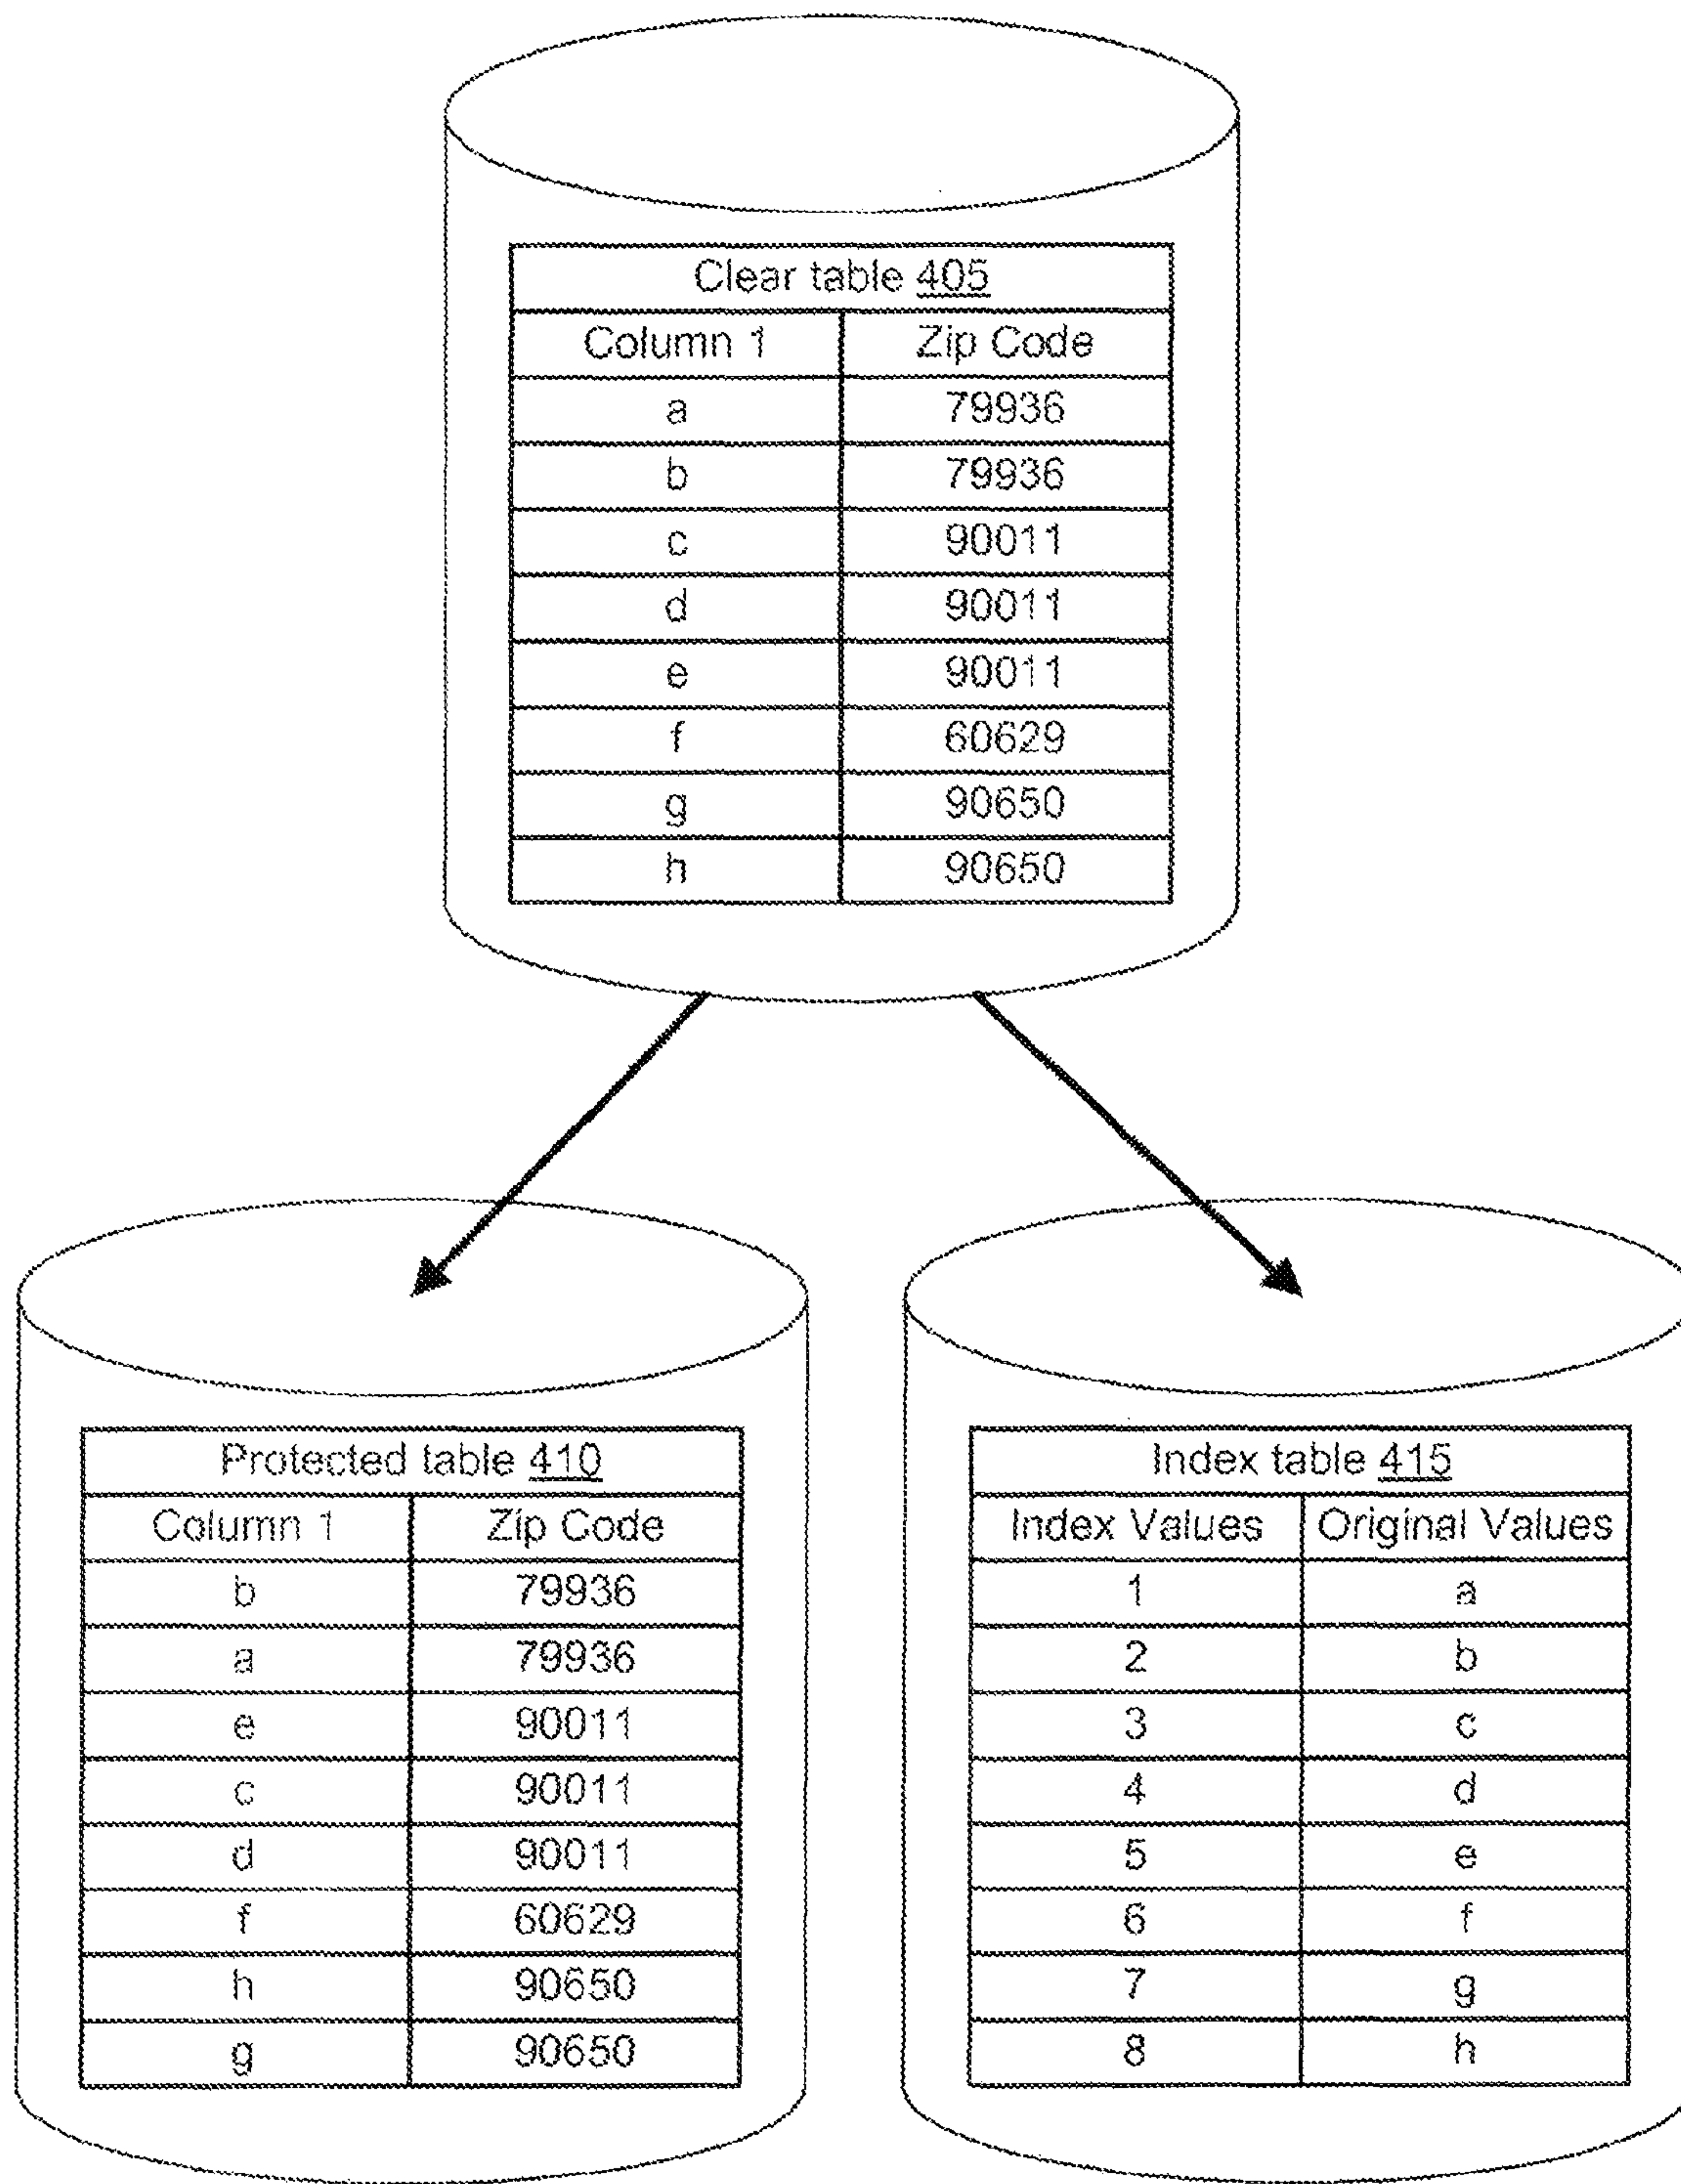 Clear table 405
Column 1 Zip Code
a 79936
b 79936
c 90011
d 90011
e 90011
f 60629
g 90650
h 90650
Protected table 410
Column 1 Zip Code
b 79936
a 79936
e 90011
c 90011
d 90011
f 60629
h 90650
g 90650
Index table 415
Index Values Original Values
1 a
2 b
3 c
4 d
5 e
6 f
7 g
8 h